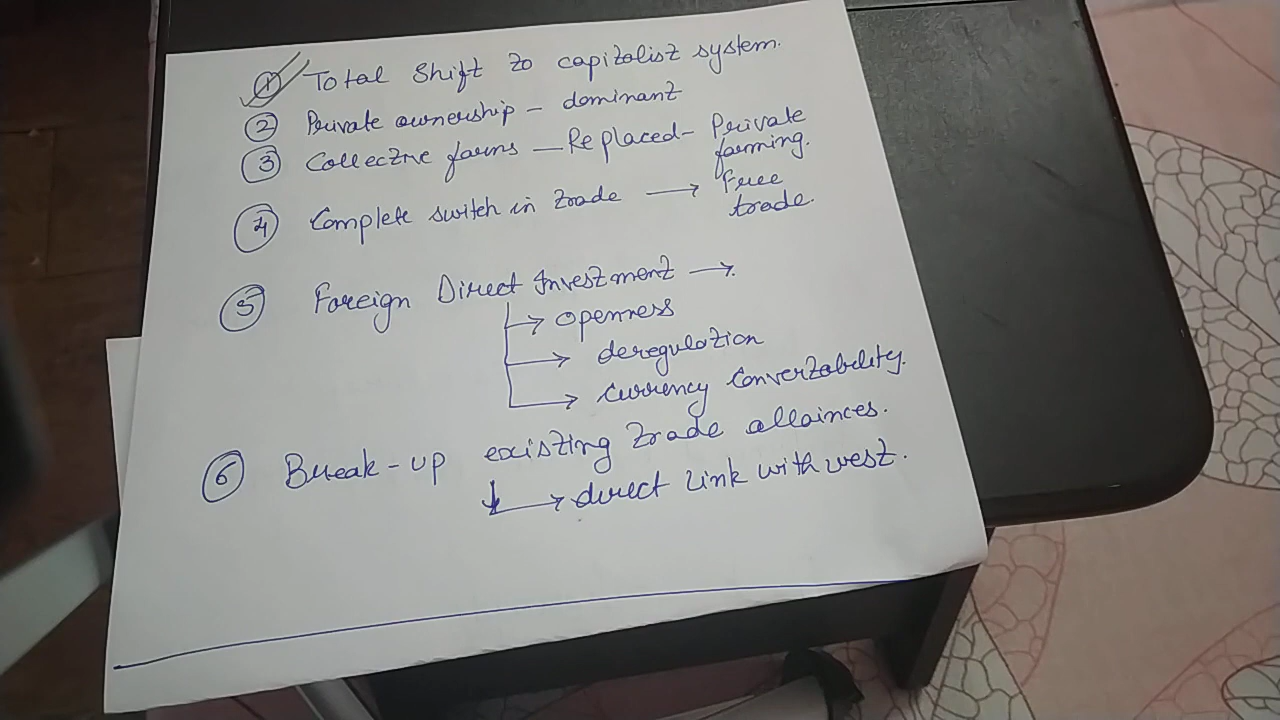 ① Total Shift to capitalist system.
② Private ownership - dominant
③ Collective farms — Replaced - Private farming.
④ Complete switch in trade → Free trade.
⑤ Foreign Direct Investment →
→ openness
→ deregulation
→ currency Convertability.
⑥ Break-up existing trade allainces.
→ direct link with west.